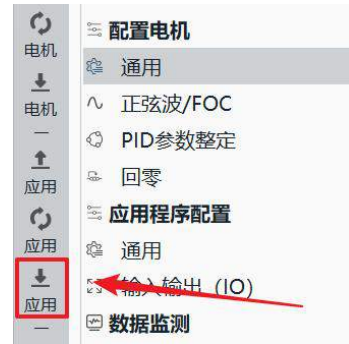 电机
电机
应用
应用
应用
配置电机
通用
正弦波/FOC
PID参数整定
回零
应用程序配置
通用
输入输出（IO）
数据监测